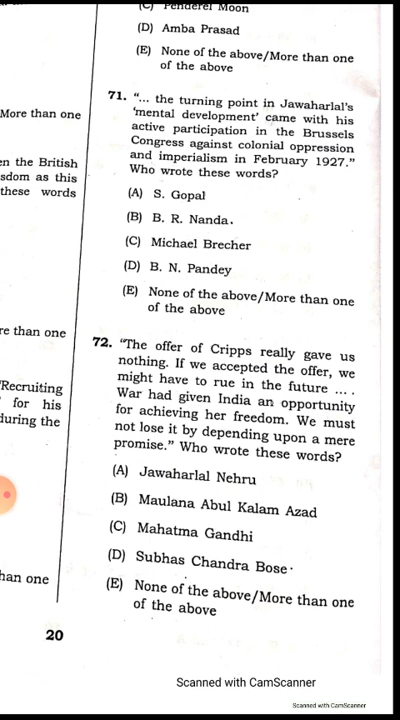 (C) Penderel Moon
(D) Amba Prasad
(E) None of the above/More than one
of the above
More than one
en the British
sdom as this
these words
re than one
'Recruiting
' for his
during the
han one
71. "... the turning point in Jawaharlal's
'mental development' came with his
active participation in the Brussels
Congress against colonial oppression
and imperialism in February 1927."
Who wrote these words?
(A) S. Gopal
(B) B. R. Nanda.
(C) Michael Brecher
(D) B. N. Pandey
(E) None of the above/More than one
of the above
72. "The offer of Cripps really gave us
nothing. If we accepted the offer, we
might have to rue in the future ... .
War had given India an opportunity
for achieving her freedom. We must
not lose it by depending upon a mere
promise." Who wrote these words?
(A) Jawaharlal Nehru
(B) Maulana Abul Kalam Azad
(C) Mahatma Gandhi
(D) Subhas Chandra Bose
(E) None of the above/More than one
of the above
20
Scanned with CamScanner
Scanned with CamScanner